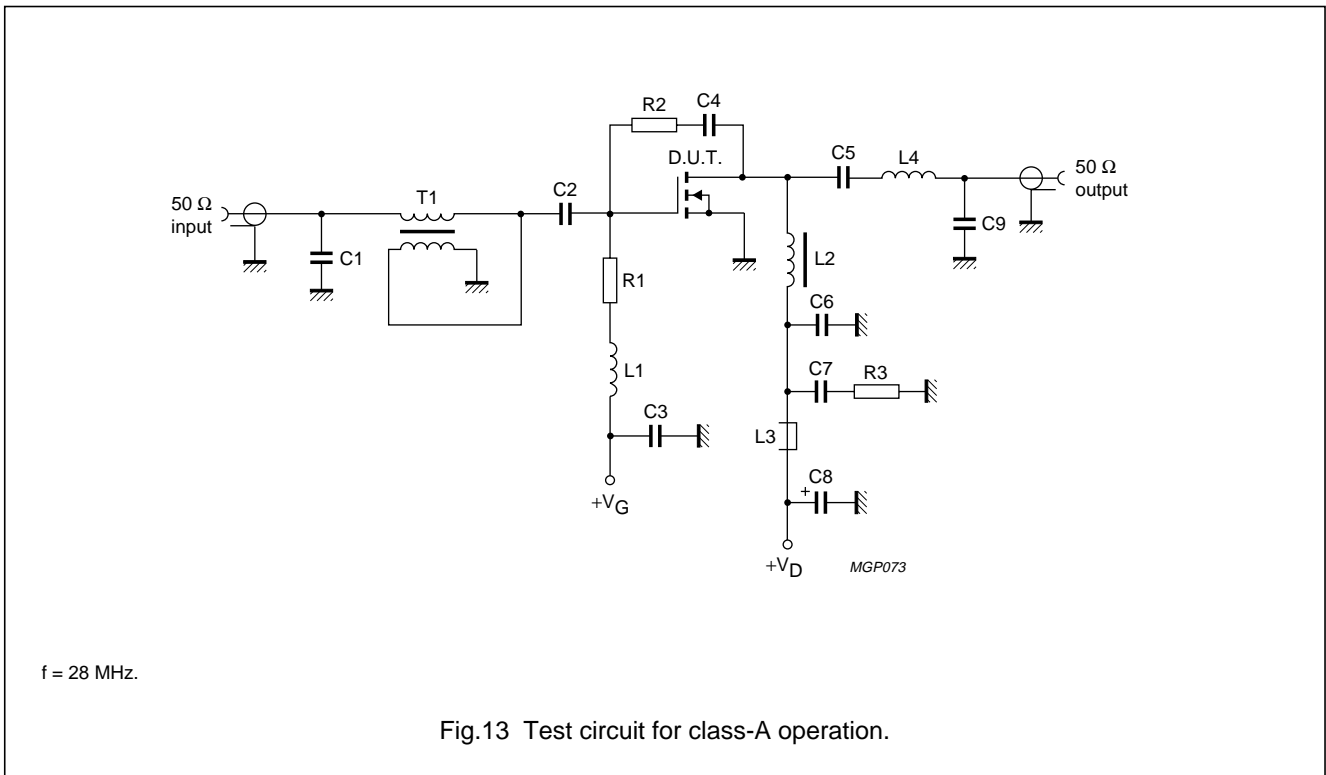 R2
C4
D.U.T.
C5
L4
50 Ω
output
50 Ω
input
T1
C2
C9
C1
R1
L2
C6
L1
C7
R3
C3
L3
C8
+
+VG
+VD
MGP073
f = 28 MHz.
Fig.13 Test circuit for class-A operation.